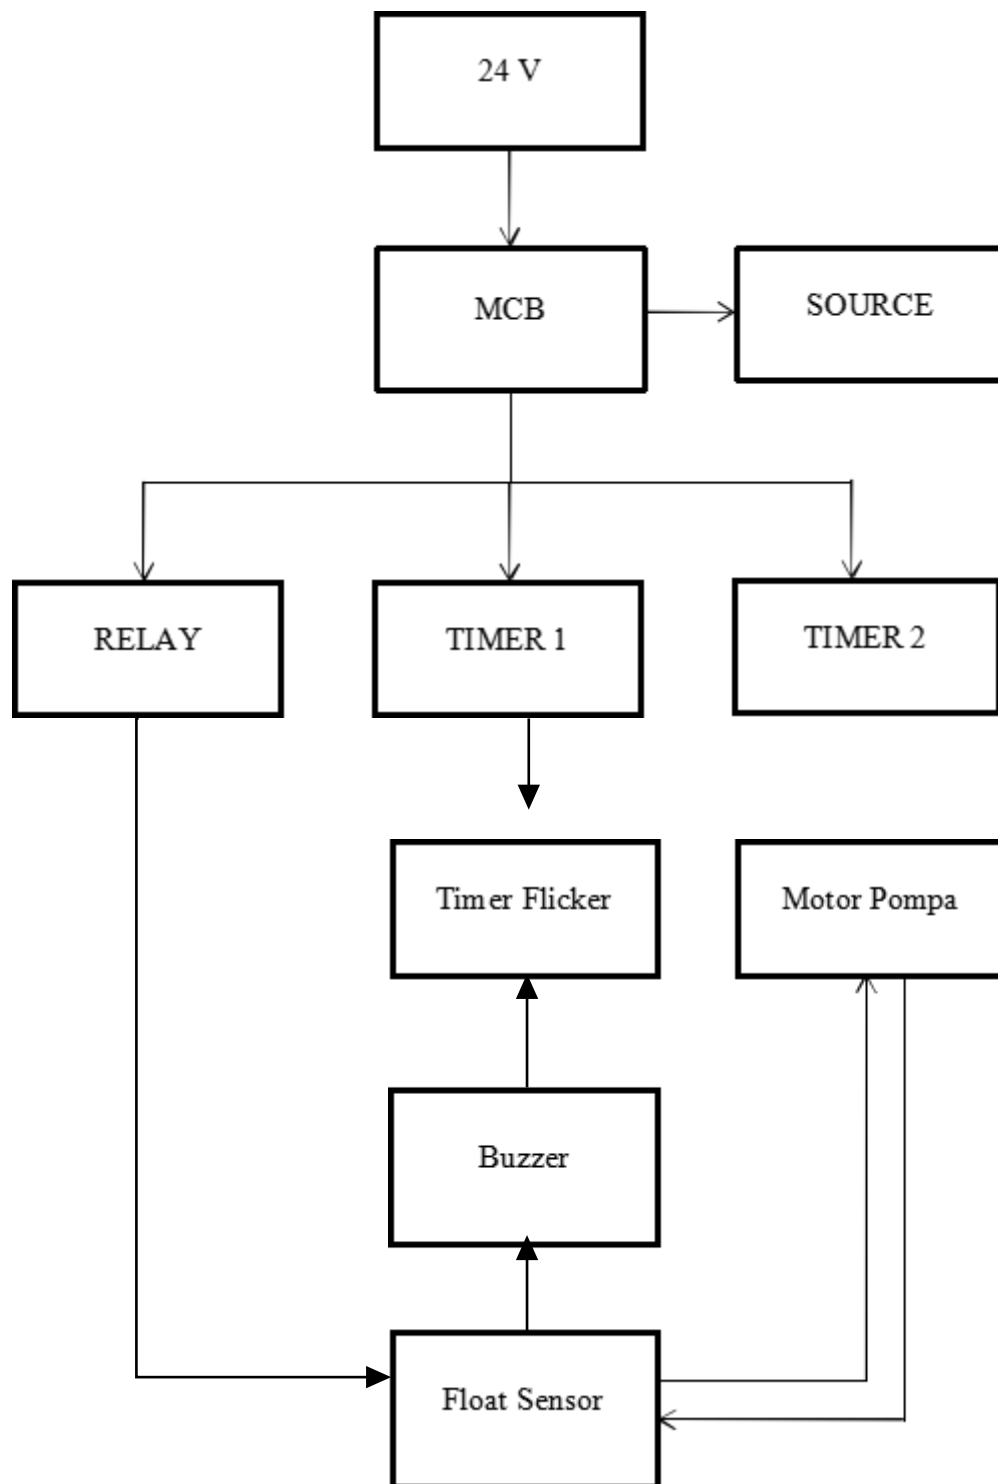 24 V
MCB
SOURCE
RELAY
TIMER 1
TIMER 2
Timer Flicker
Motor Pompa
Buzzer
Float Sensor